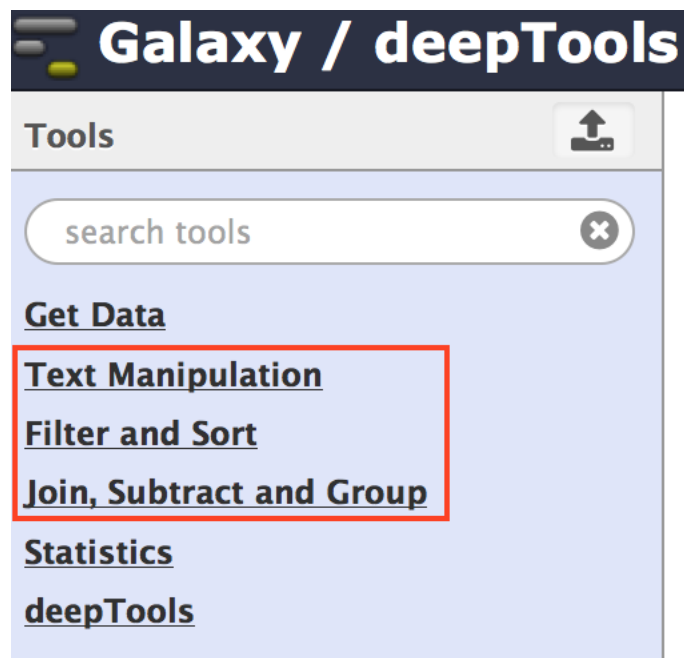 Galaxy / deepTools
Tools
search tools
Get Data
Text Manipulation
Filter and Sort
Join, Subtract and Group
Statistics
deepTools